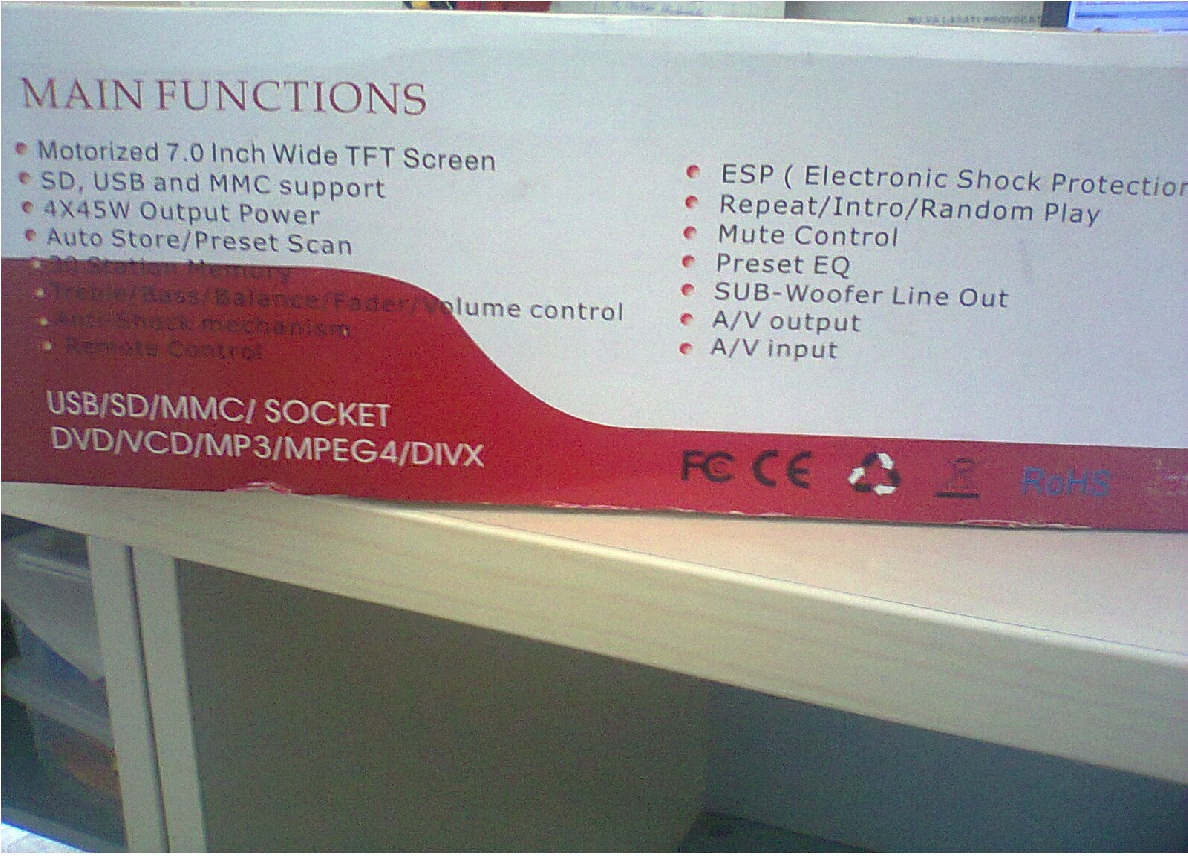 MAIN FUNCTIONS
Motorized 7.0 Inch Wide TFT Screen
SD, USB and MMC support
4X45W Output Power
Auto Store/Preset Scan
30 Station Memory
Treble/Bass/Balance/Fader/Volume control
Auto Shock mechanism
Remote Control
USB/SD/MMC/ SOCKET
DVD/VCD/MP3/MPEG4/DIVX
ESP ( Electronic Shock Protection
Repeat/Intro/Random Play
Mute Control
Preset EQ
SUB-Woofer Line Out
A/V output
A/V input
FC CE
RoHS